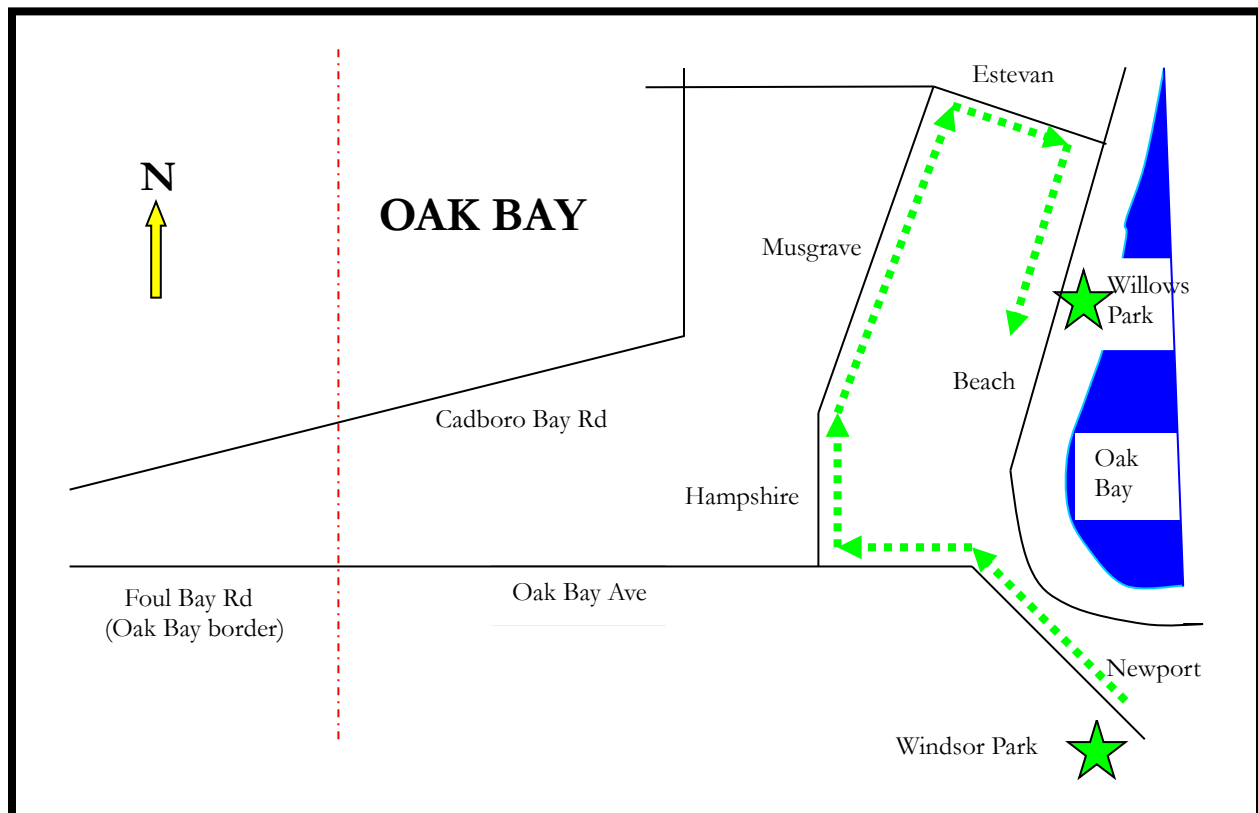 Estevan
N
OAK BAY
Musgrave
Willows
Park
Beach
Cadboro Bay Rd
Oak
Bay
Hampshire
Foul Bay Rd
(Oak Bay border)
Oak Bay Ave
Newport
Windsor Park